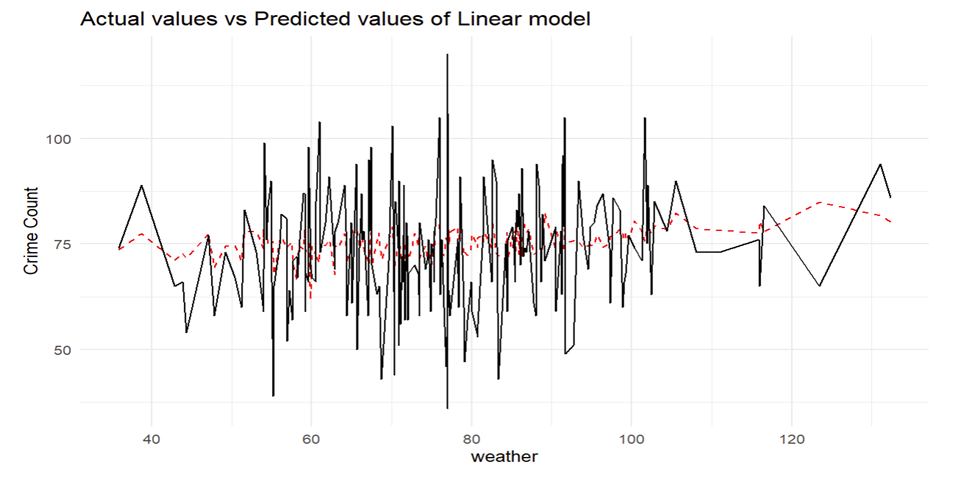 Actual values vs Predicted values of Linear model
Crime Count
100
75
50
40 60 80 100 120
weather